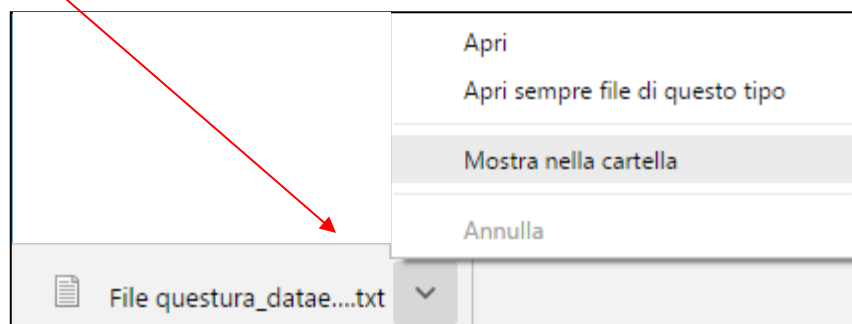 Apri
Apri sempre file di questo tipo
Mostra nella cartella
Annulla
File questura_datae....txt